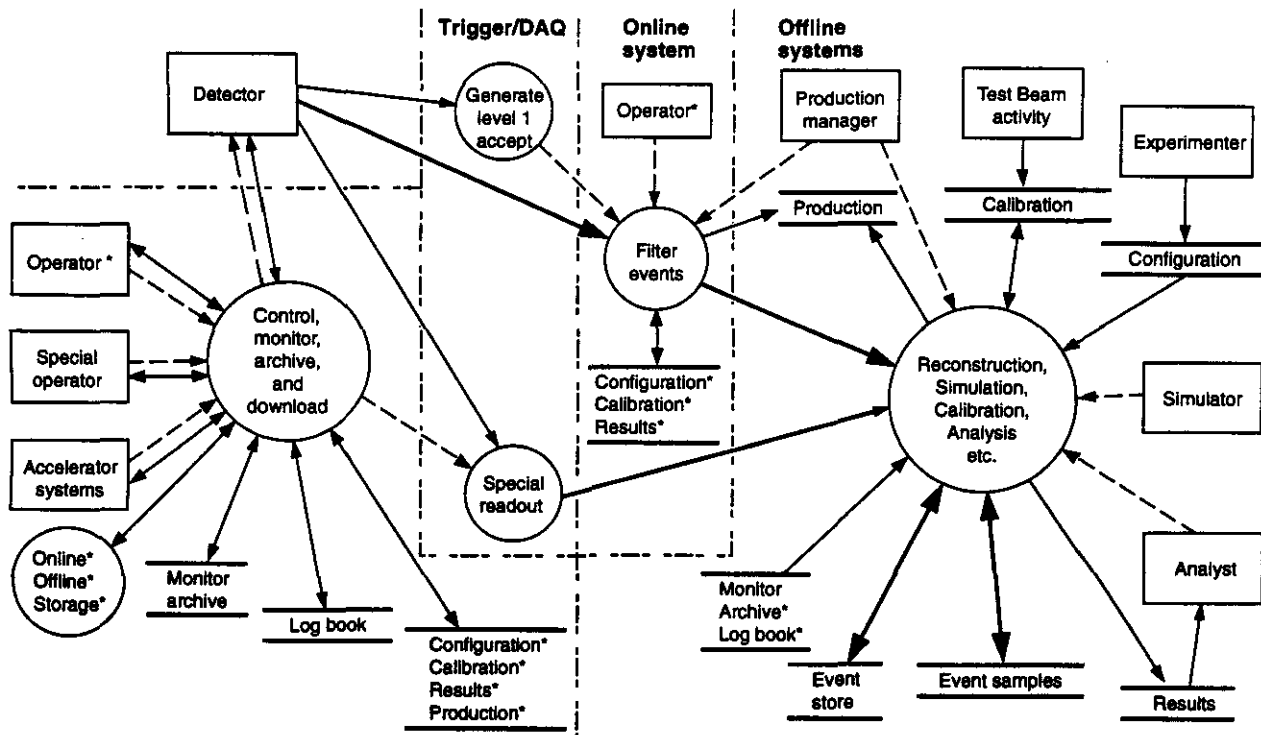 Trigger/DAQ
Online
system
Offline
systems
Detector
Generate
level 1
accept
Operator*
Production
manager
Test Beam
activity
Experimenter
Production
Calibration
Operator *
Filter
events
Configuration
Control,
monitor,
archive,
and
download
Special
operator
Configuration*
Calibration*
Results*
Reconstruction,
Simulation,
Calibration,
Analysis
etc.
Simulator
Accelerator
systems
Special
readout
Online*
Offline*
Storage*
Monitor
archive
Log book
Configuration*
Calibration*
Results*
Production*
Monitor
Archive*
Log book*
Analyst
Event
store
Event samples
Results